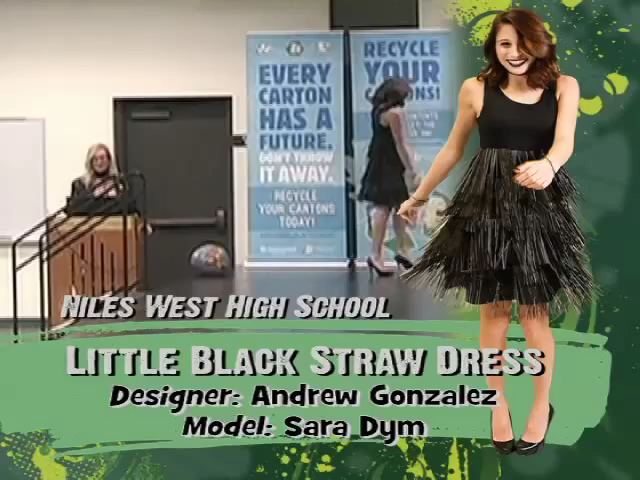 EVERY
CARTON
HAS A
FUTURE.
DON'T THROW
IT AWAY.
RECYCLE
YOUR CARTONS
TODAY!
RECYCLE
YOUR
CARTONS!
NILES WEST HIGH SCHOOL
LITTLE BLACK STRAW DRESS
Designer: Andrew Gonzalez
Model: Sara Dym